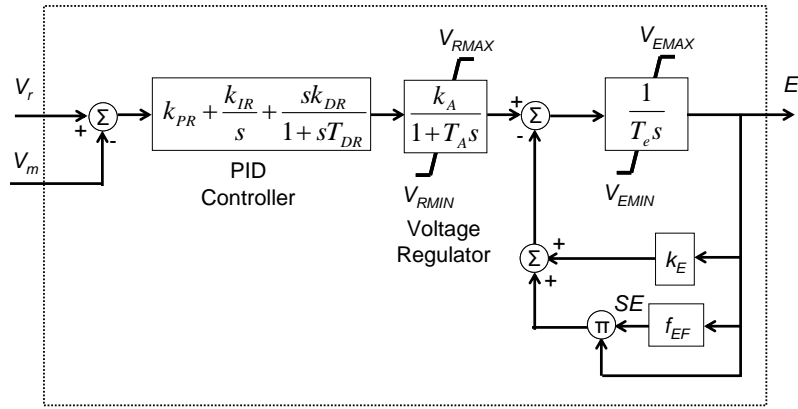 V_RMAX
V_EMAX
V_r
+
Σ
-
V_m
k_PR + k_IR/s + sk_DR/(1 + sT_DR)
PID
Controller
k_A/(1 + T_A s)
V_RMIN
Voltage
Regulator
+
Σ
-
1/(T_e s)
V_EMIN
E
+
Σ
+
k_E
π
SE
f_EF